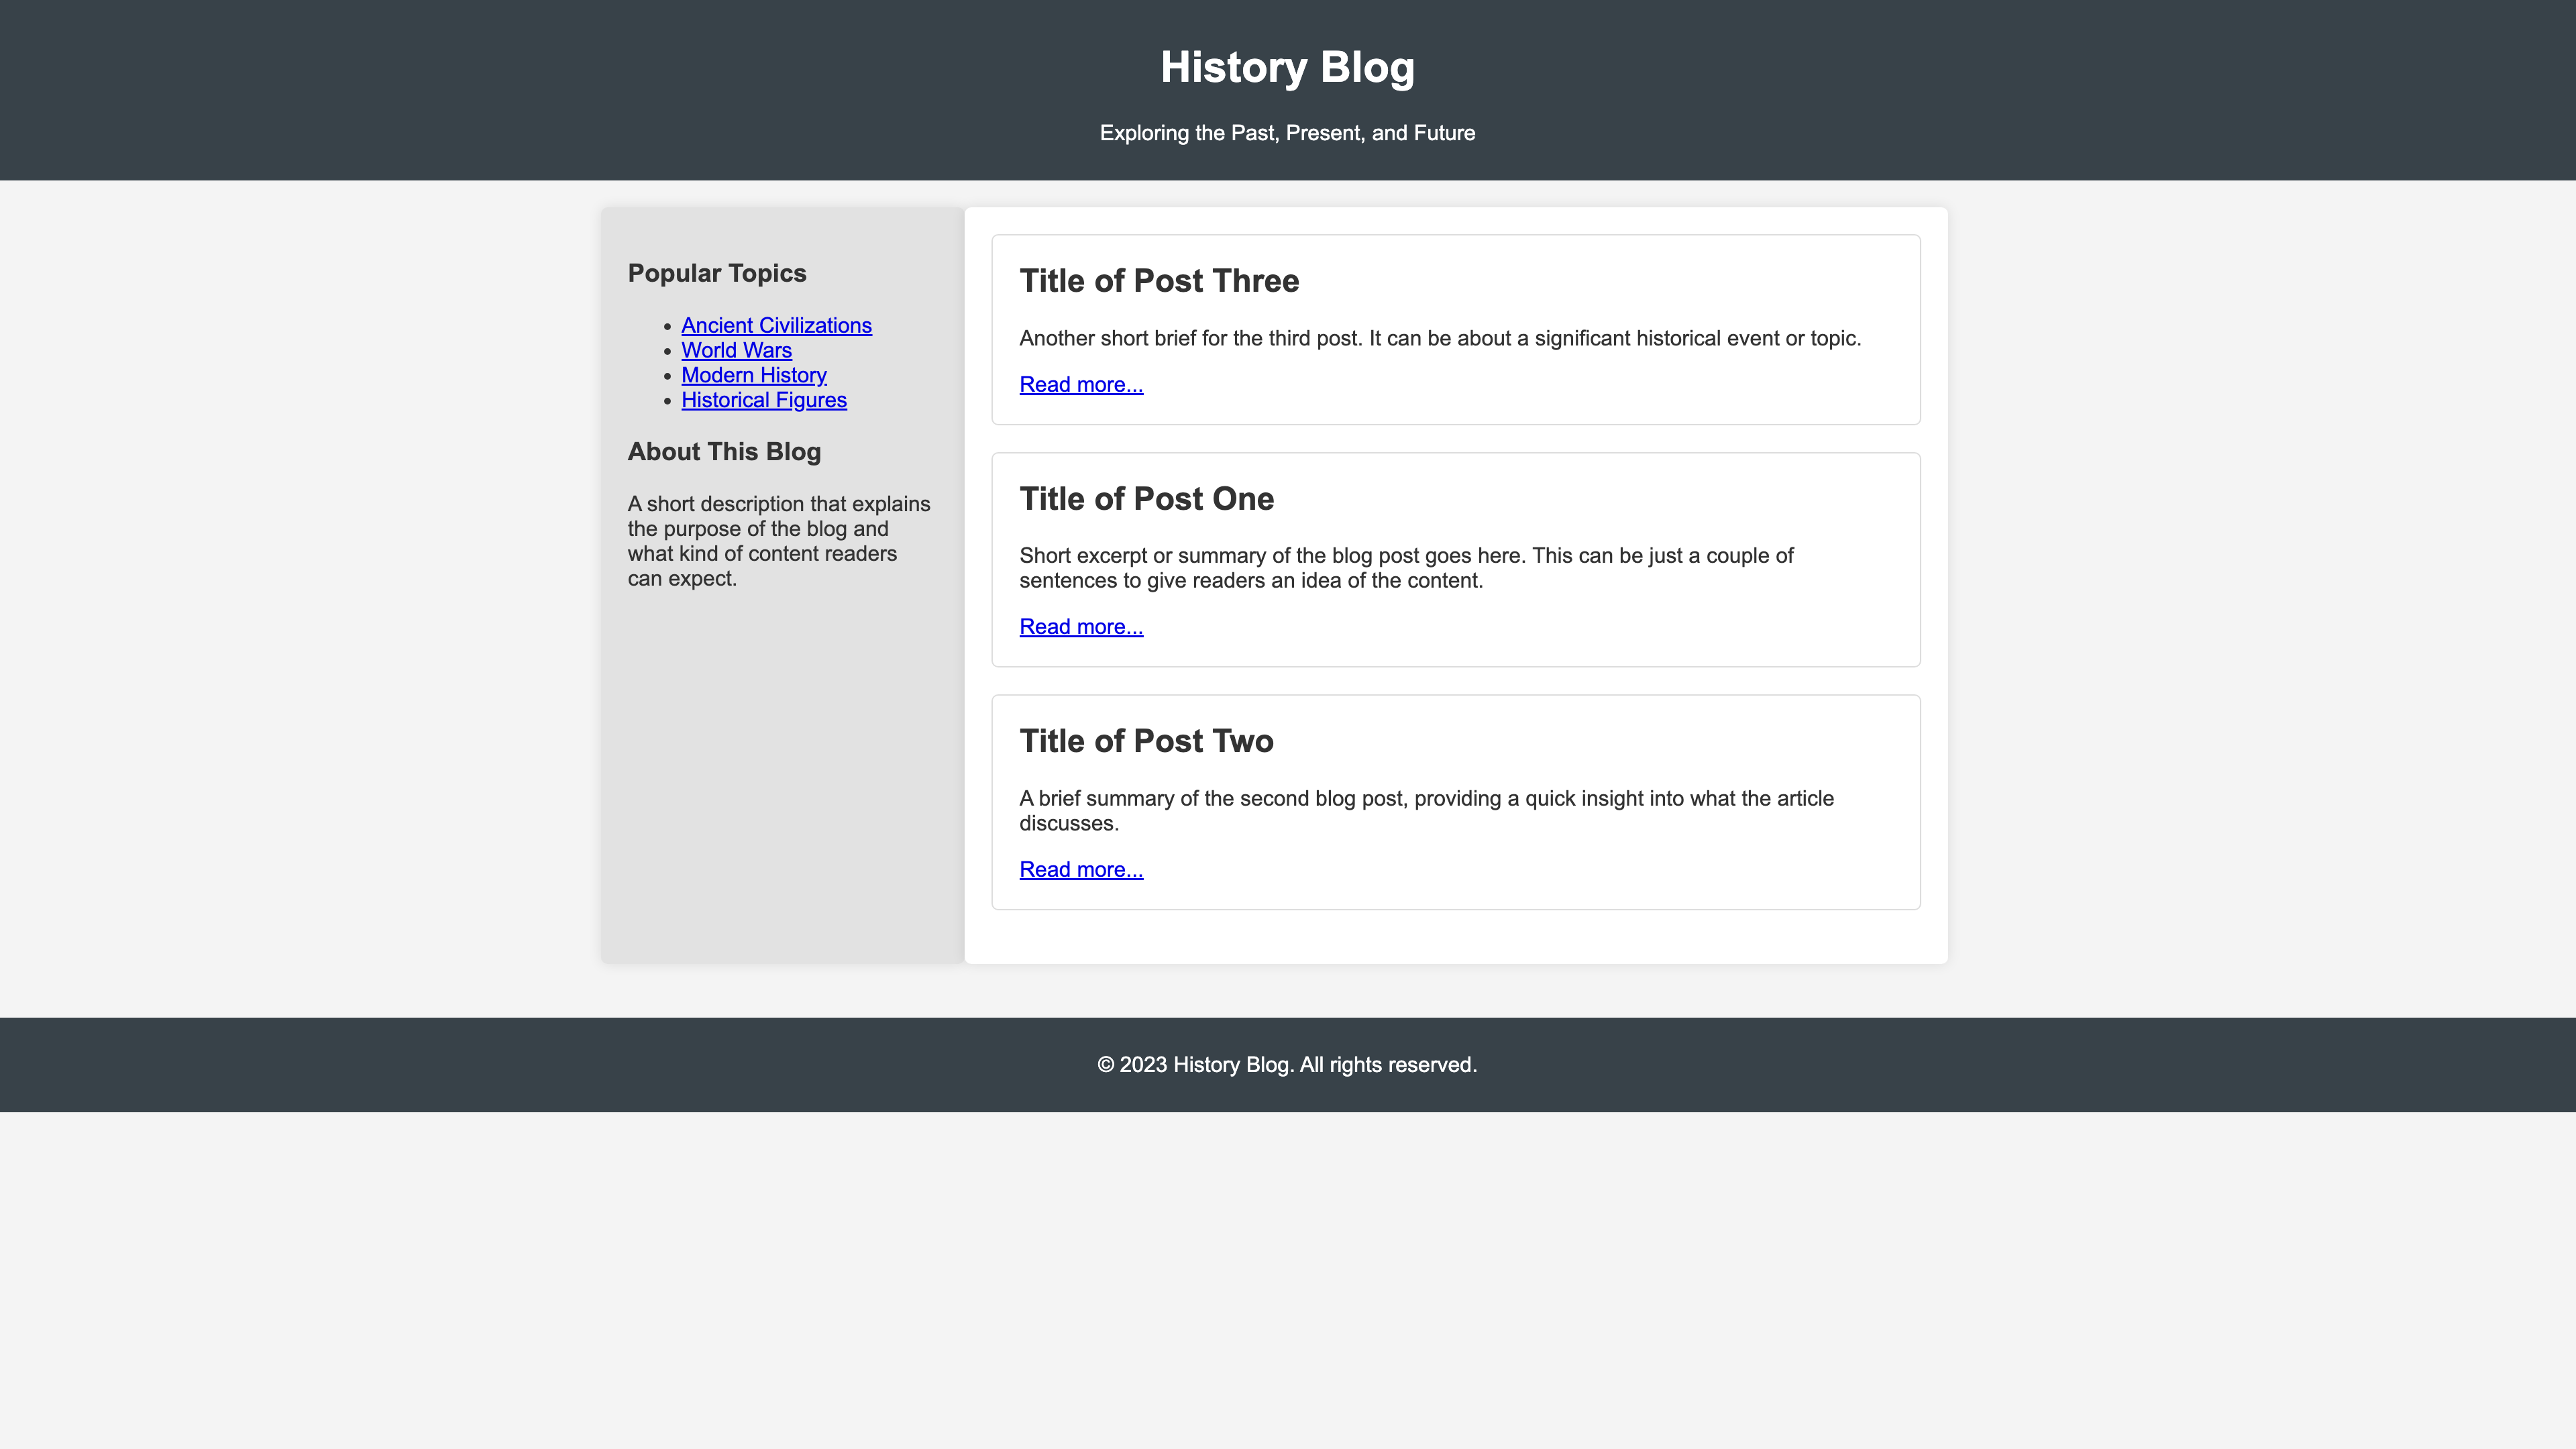 History Blog
Exploring the Past, Present, and Future
Popular Topics
Ancient Civilizations
World Wars
Modern History
Historical Figures
About This Blog
A short description that explains
the purpose of the blog and
what kind of content readers
can expect.
Title of Post Three
Another short brief for the third post. It can be about a significant historical event or topic.
Read more...
Title of Post One
Short excerpt or summary of the blog post goes here. This can be just a couple of
sentences to give readers an idea of the content.
Read more...
Title of Post Two
A brief summary of the second blog post, providing a quick insight into what the article
discusses.
Read more...
© 2023 History Blog. All rights reserved.